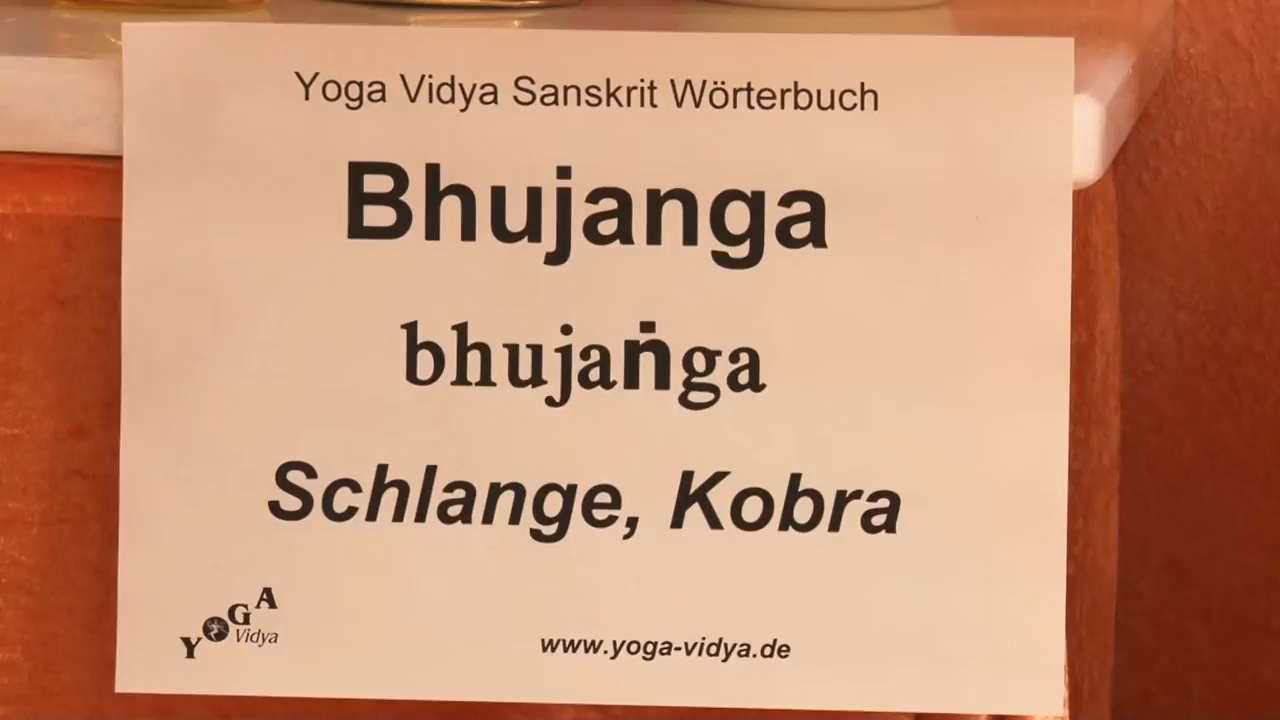 Yoga Vidya Sanskrit Wörterbuch
Bhujanga
bhujaṅga
Schlange, Kobra
YOGA
Vidya
www.yoga-vidya.de